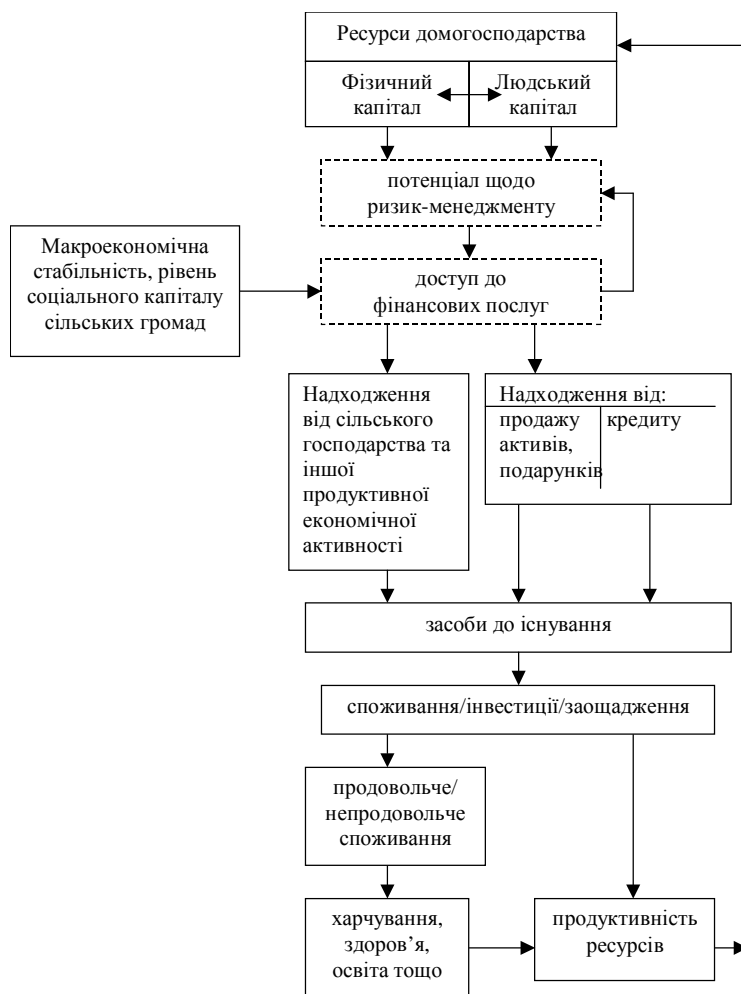 Ресурси домогосподарства
Фізичний
капітал
Людський
капітал
потенціал щодо
ризик-менеджменту
Макроекономічна
стабільність, рівень
соціального капіталу
сільських громад
доступ до
фінансових послуг
Надходження
від сільського
господарства та
іншої
продуктивної
економічної
активності
Надходження від:
продажу
активів,
подарунків
кредиту
засоби до існування
споживання/інвестиції/заощадження
продовольче/
непродовольче
споживання
харчування,
здоров’я,
освіта тощо
продуктивність
ресурсів